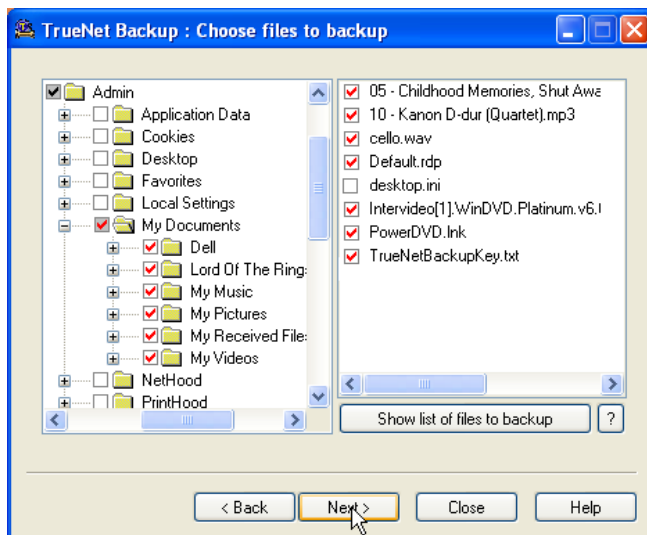 TrueNet Backup : Choose files to backup
Admin
Application Data
Cookies
Desktop
Favorites
Local Settings
My Documents
Dell
Lord Of The Ring
My Music
My Pictures
My Received File
My Videos
NetHood
PrintHood
05 - Childhood Memories, Shut Awa
10 - Kanon D-dur (Quartet).mp3
cello.wav
Default.rdp
desktop.ini
Intervideo[1].WinDVD.Platinum.v6.
PowerDVD.lnk
TrueNetBackupKey.txt
Show list of files to backup ?
< Back Next > Close Help